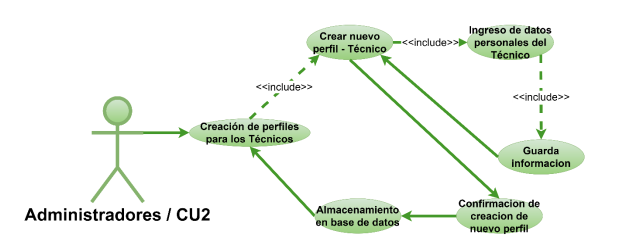 Crear nuevo
perfil - Técnico
<<include>>
Ingreso de datos
personales del
Técnico
<<include>>
<<include>>
Creación de perfiles
para los Técnicos
Guarda
informacion
Administradores / CU2
Almacenamiento
en base de datos
Confirmacion de
creacion de
nuevo perfil